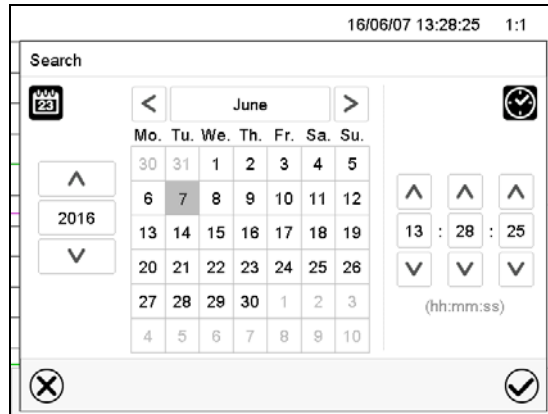 16/06/07 13:28:25 1:1
Search
23
< June >
Mo. Tu. We. Th. Fr. Sa. Su.
30 31 1 2 3 4 5
6 7 8 9 10 11 12
2016
13 : 28 : 25
13 14 15 16 17 18 19
20 21 22 23 24 25 26
27 28 29 30 1 2 3
(hh:mm:ss)
4 5 6 7 8 9 10